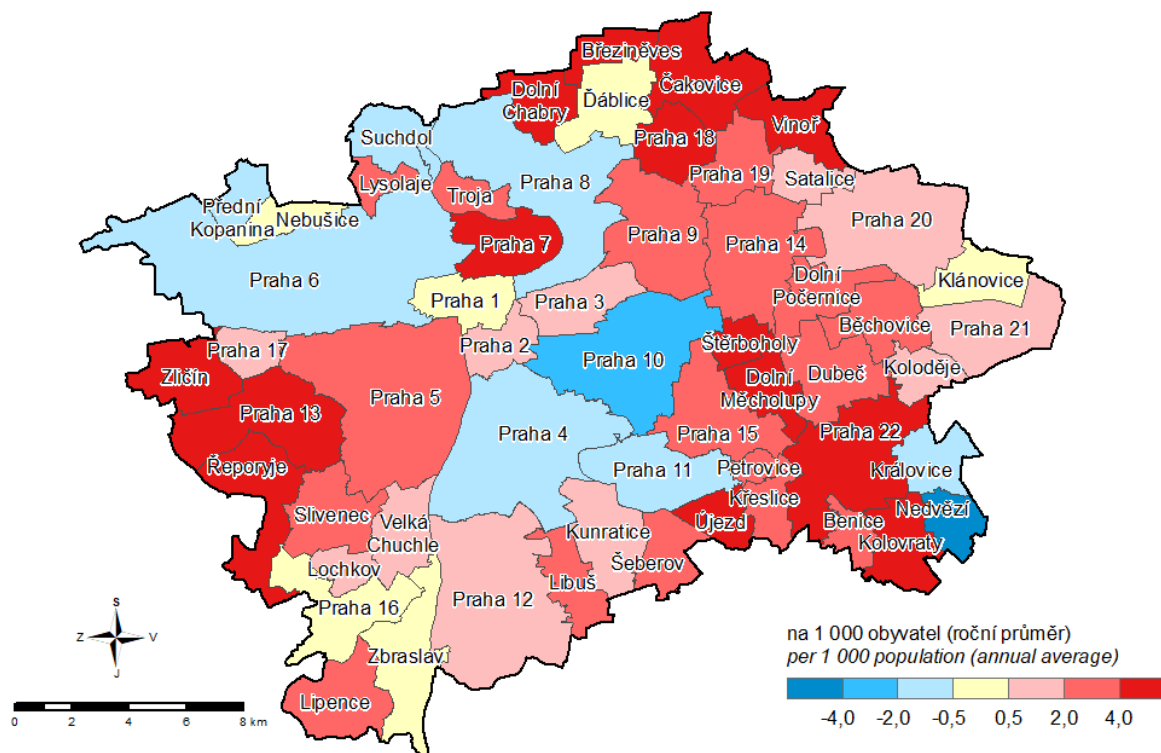 Březiněves
Dolní
Chabry
Ďáblice
Čakovice
Vinoř
Praha 18
Suchdol
Lysolaje
Troja
Praha 8
Praha 19
Satalice
Přední
Kopanina
Nebušice
Praha 20
Praha 7
Praha 9
Praha 14
Praha 6
Klánovice
Praha 1
Praha 3
Dolní
Počernice
Běchovice
Praha 21
Praha 17
Praha 2
Praha 10
Štěrboholy
Koloděje
Zličín
Dubeč
Dolní
Měcholupy
Praha 5
Praha 13
Praha 4
Praha 15
Praha 22
Řeporyje
Praha 11
Petrovice
Královice
Křeslice
Nedvězí
Slivenec
Velká
Chuchle
Kunratice
Újezd
Benice
Kolovraty
Lochkov
Šeberov
Libuš
Praha 16
Praha 12
Zbraslav
Lipence
S
Z V
J
0 2 4 6 8 km
na 1 000 obyvatel (roční průměr)
per 1 000 population (annual average)
-4,0 -2,0 -0,5 0,5 2,0 4,0